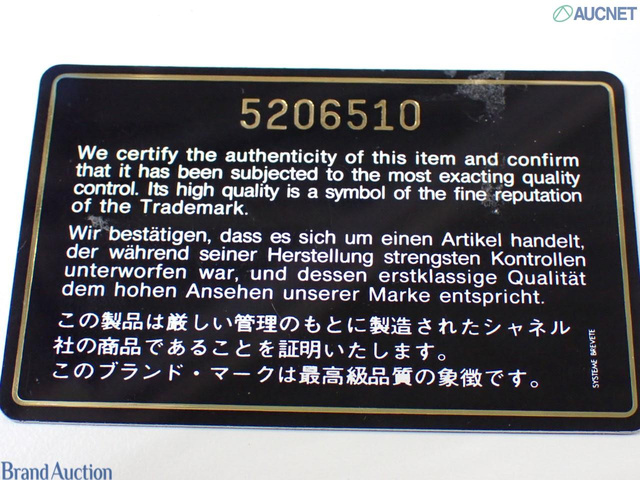 AUCNET
5206510
We certify the authenticity of this item and confirm
that it has been subjected to the most exacting quality
control. Its high quality is a symbol of the fine reputation
of the Trademark.
Wir bestätigen, dass es sich um einen Artikel handelt,
der während seiner Herstellung strengsten Kontrollen
unterworfen war, und dessen erstklassige Qualität
dem hohen Ansehen unserer Marke entspricht.
この製品は厳しい管理のもとに製造されたシャネル
社の商品であることを証明いたします。
このブランド・マークは最高級品質の象徴です。
SYSTEME BREVETE
Brand Auction